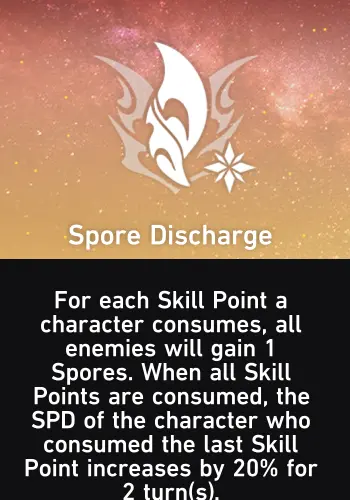 Spore Discharge
For each Skill Point a
character consumes, all
enemies will gain 1
Spores. When all Skill
Points are consumed, the
SPD of the character who
consumed the last Skill
Point increases by 20% for
2 turn(s).